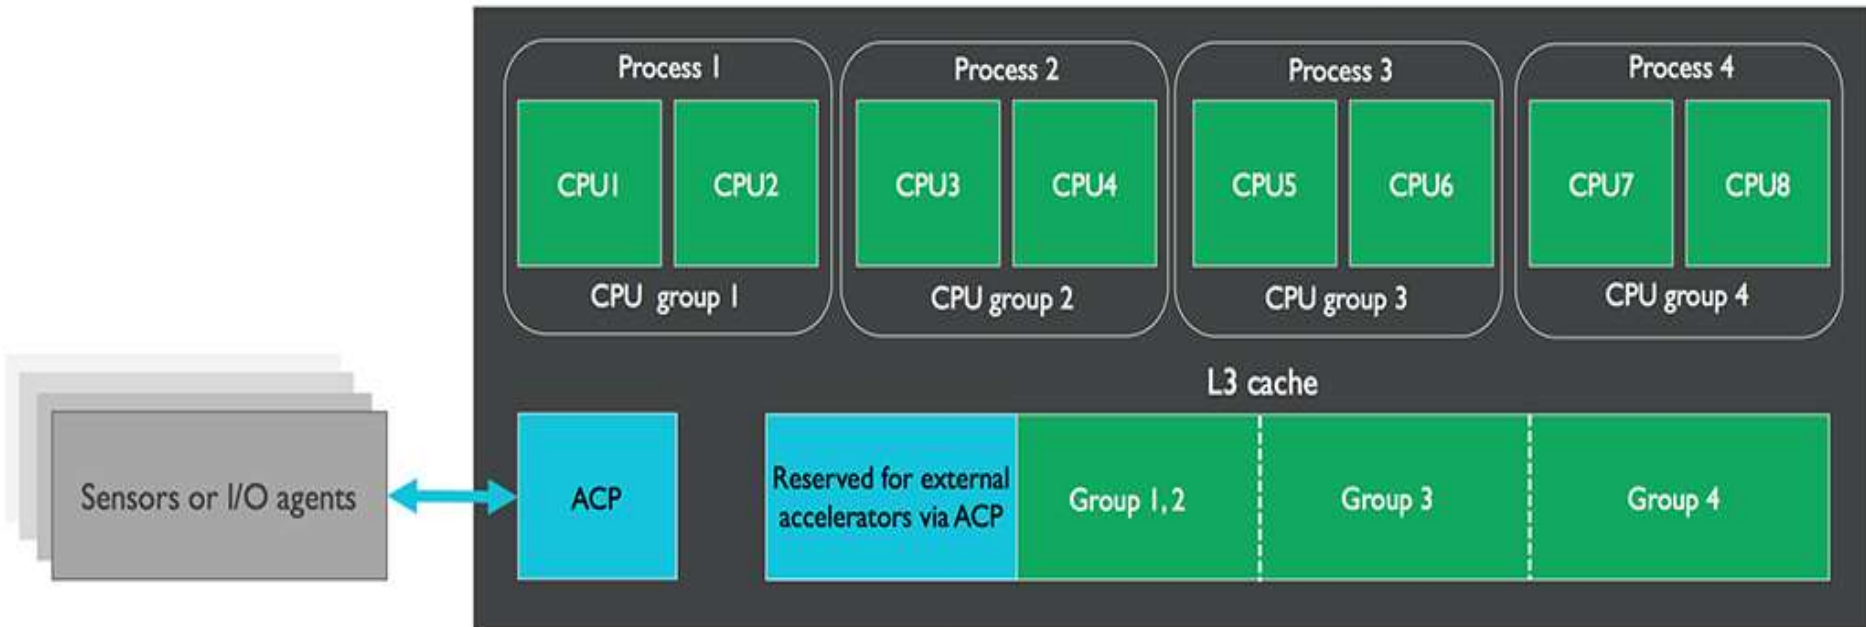 Process 1
Process 2
Process 3
Process 4
CPU1
CPU2
CPU3
CPU4
CPU5
CPU6
CPU7
CPU8
CPU group 1
CPU group 2
CPU group 3
CPU group 4
L3 cache
Sensors or I/O agents
ACP
Reserved for external
accelerators via ACP
Group 1, 2
Group 3
Group 4